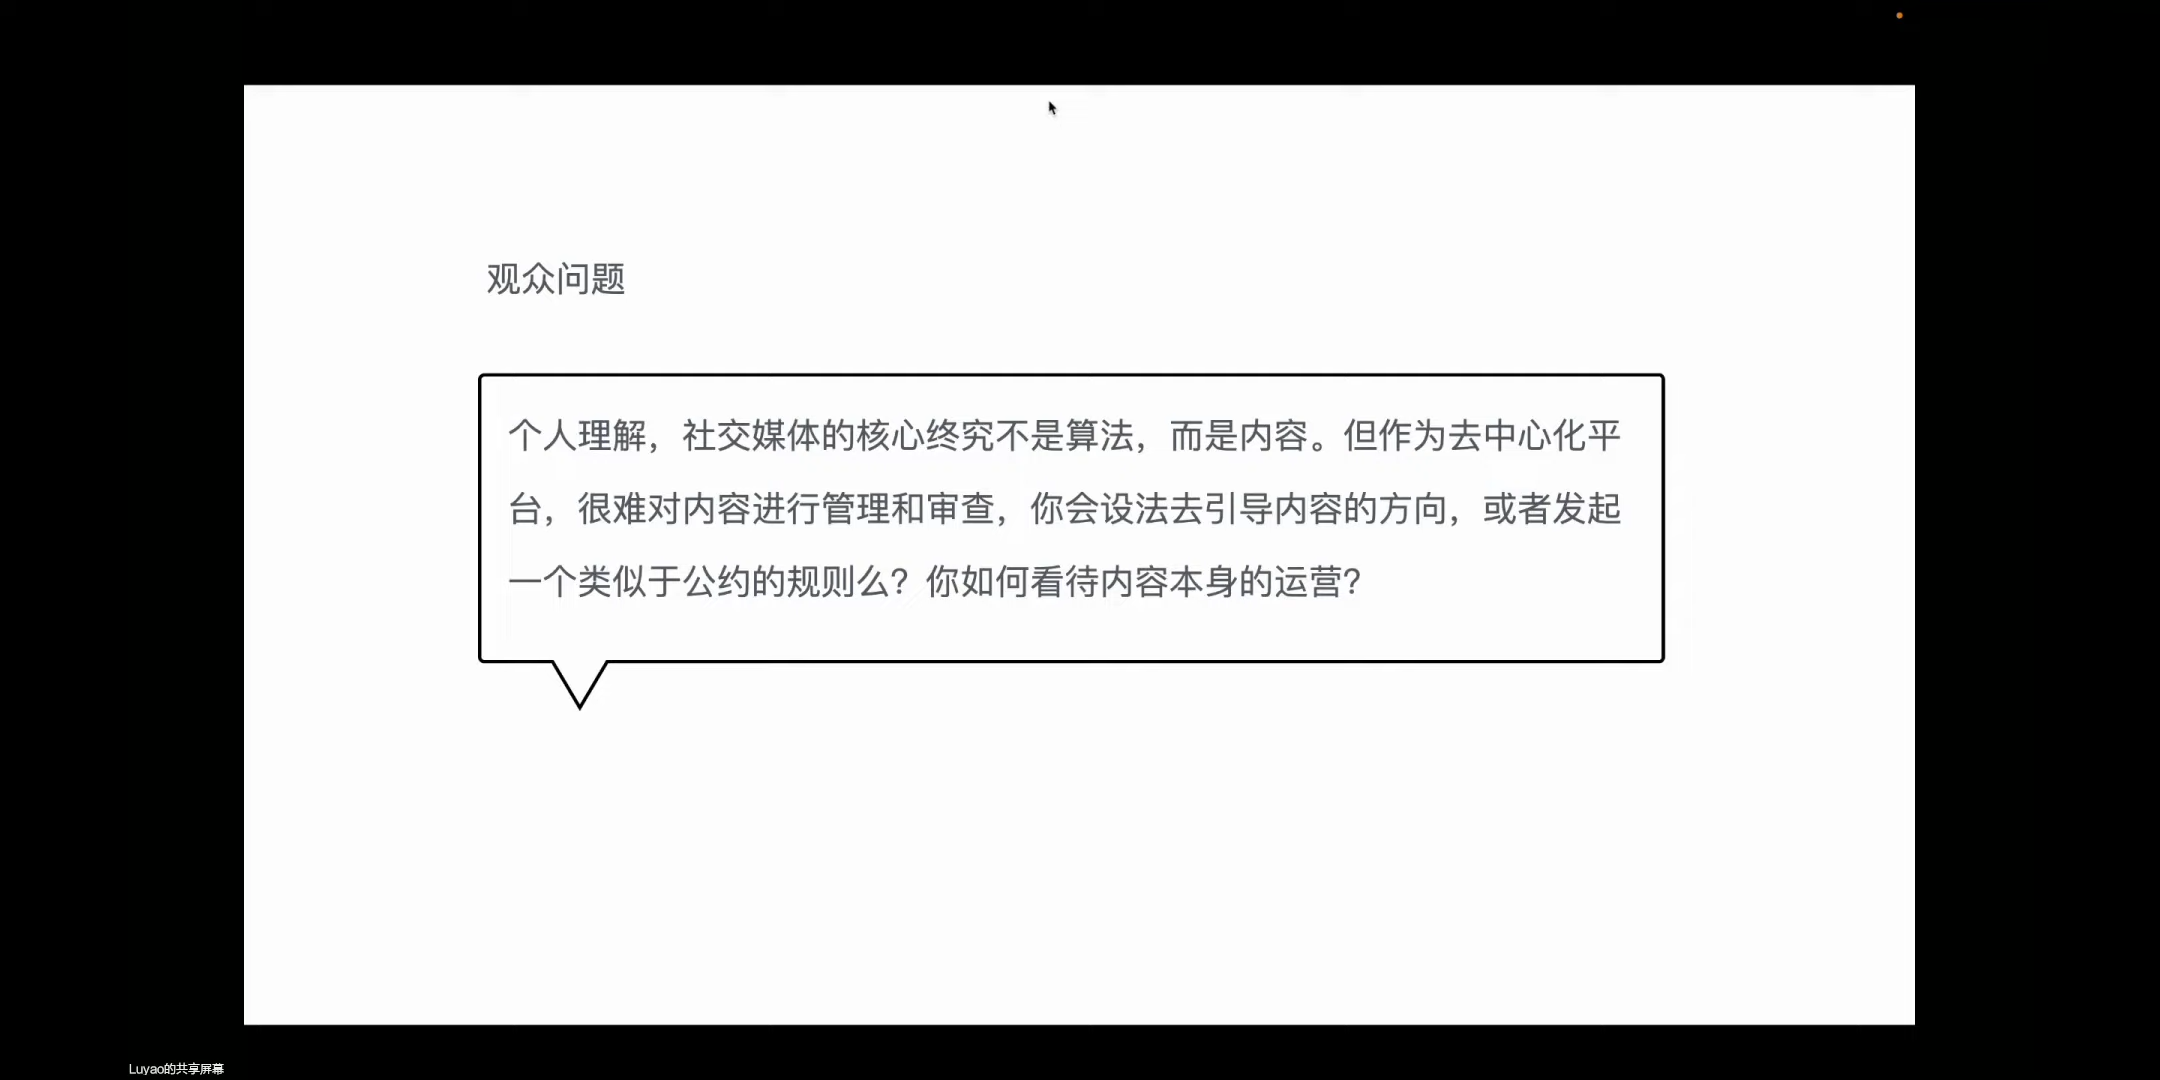 观众问题
个人理解，社交媒体的核心终究不是算法，而是内容。但作为去中心化平
台，很难对内容进行管理和审查，你会设法去引导内容的方向，或者发起
一个类似于公约的规则么？你如何看待内容本身的运营？
Luyao的共享屏幕